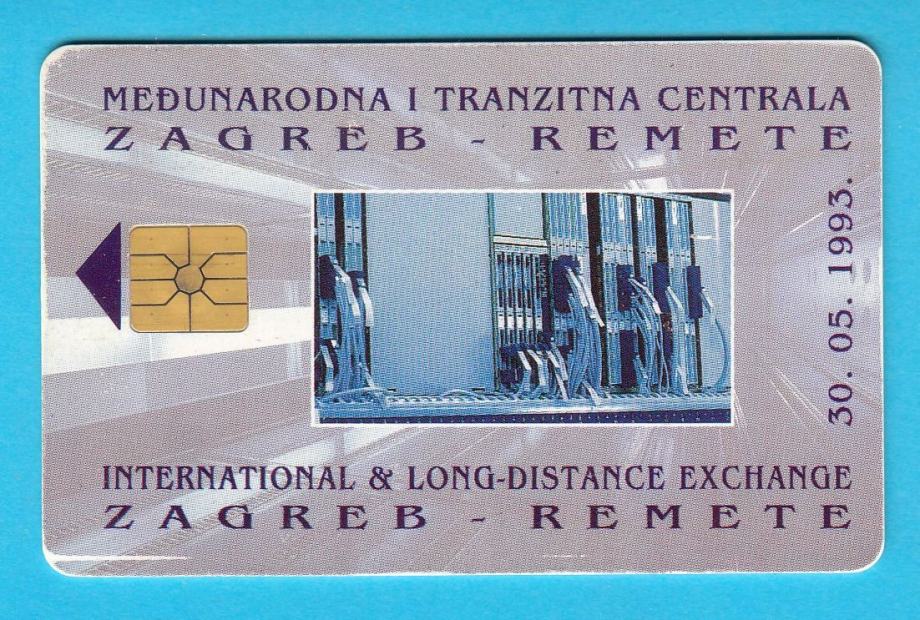 MEĐUNARODNA I TRANZITNA CENTRALA
ZAGREB - REMETE
30. 05. 1993.
INTERNATIONAL & LONG-DISTANCE EXCHANGE
ZAGREB - REMETE